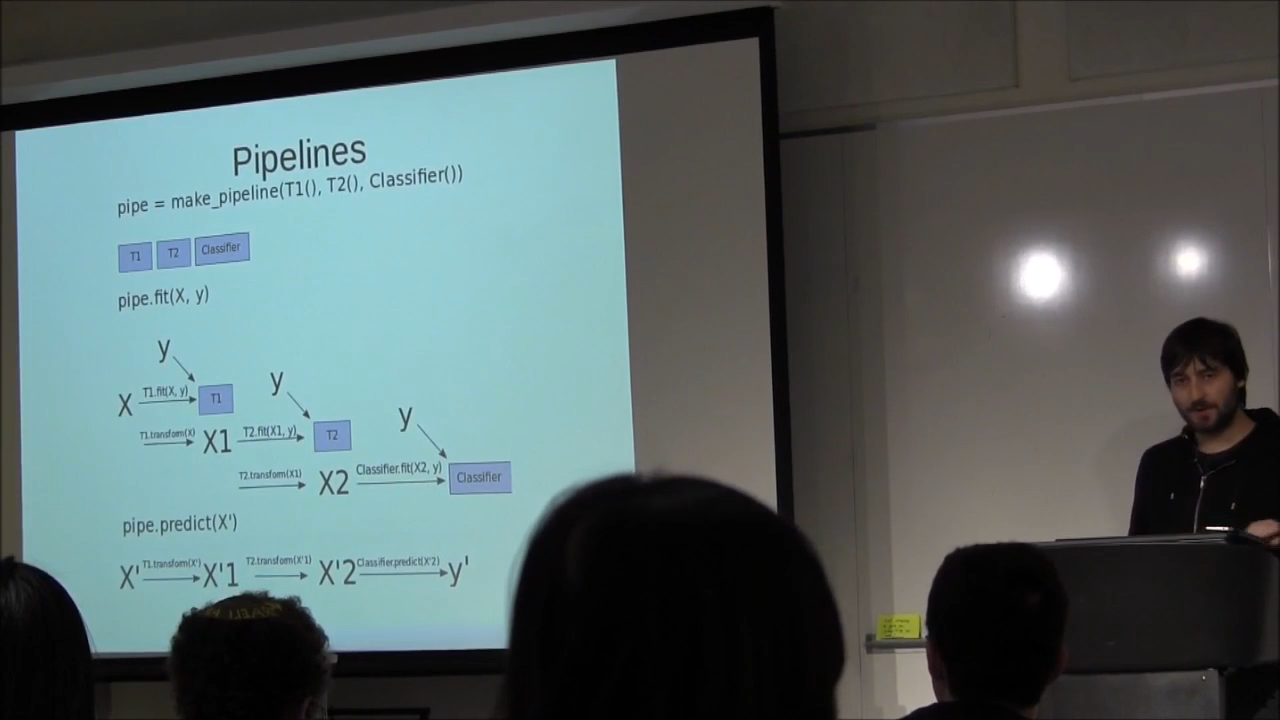 Pipelines
pipe = make_pipeline(T1(), T2(), Classifier())
T1 T2 Classifier
pipe.fit(X, y)
y
X T1.fit(X, y) T1
y
T1.transform(X) X1 T2.fit(X1, y) T2
y
T2.transform(X1) X2 Classifier.fit(X2, y) Classifier
pipe.predict(X')
X' T1.transform(X') X'1 T2.transform(X'1) X'2 Classifier.predict(X'2) y'